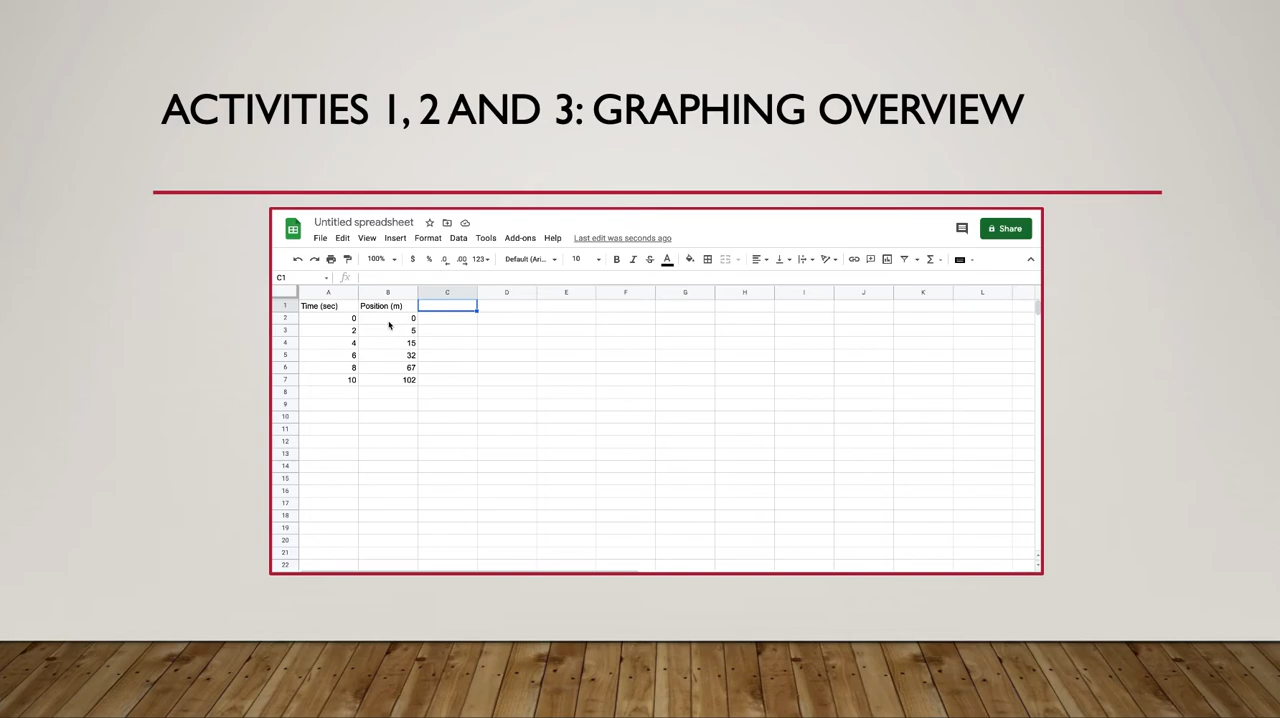 ACTIVITIES 1, 2 AND 3: GRAPHING OVERVIEW
Untitled spreadsheet
Share
File Edit View Insert Format Data Tools Add-ons Help Last edit was seconds ago
100% $ % .0 .00 123 Default (Ari... 10 B I S A Σ
C1 fx
A B C D E F G H I J K L
1 Time (sec) Position (m)
2 0 0
3 2 5
4 4 15
5 6 32
6 8 67
7 10 102
8
9
10
11
12
13
14
15
16
17
18
19
20
21
22